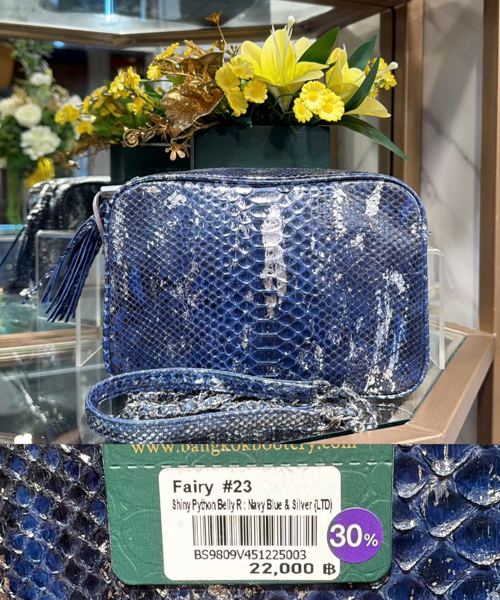 www.bangkokbootery.com
Fairy #23
Shiny Python Belly R : Navy Blue & Silver (LTD)
BS9809V451225003
22,000 ฿
30%